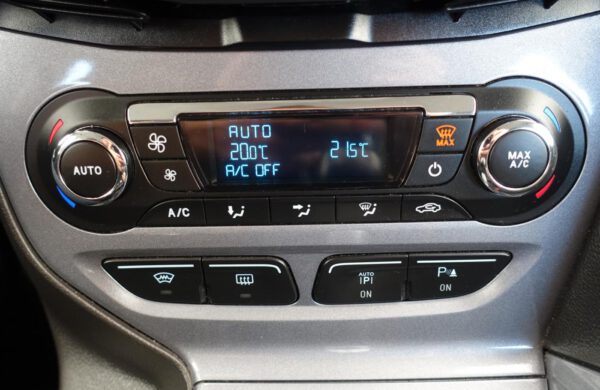 AUTO
20.0°C
21.5°C
A/C OFF
MAX
AUTO
MAX
A/C
A/C
AUTO
P
ON
P
ON